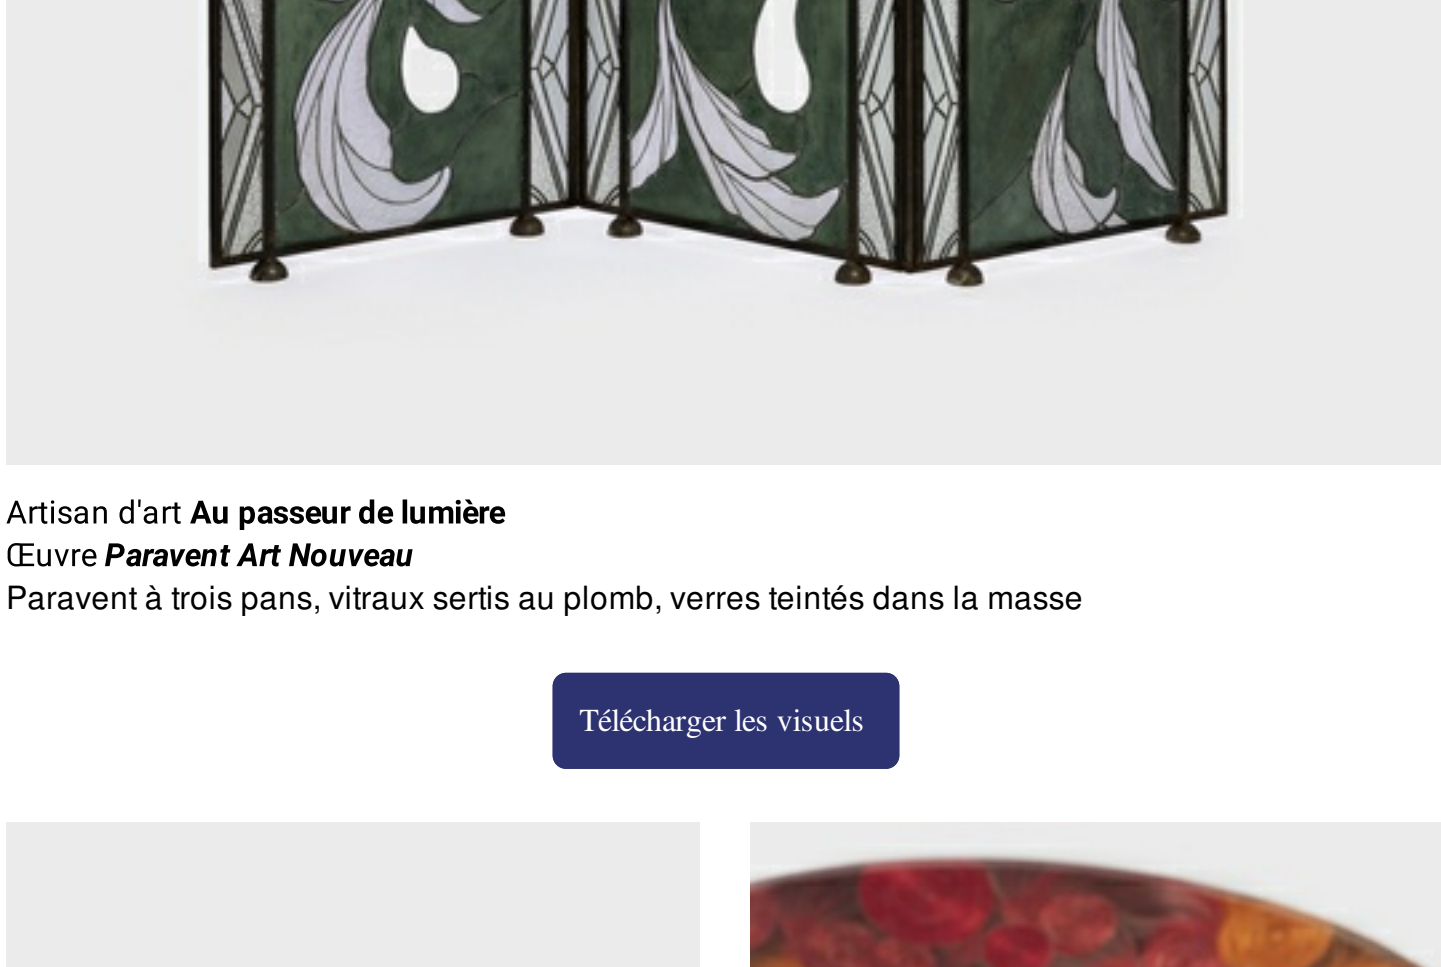 Artisan d'art Au passeur de lumière
Œuvre Paravent Art Nouveau
Paravent à trois pans, vitraux sertis au plomb, verres teintés dans la masse
Télécharger les visuels